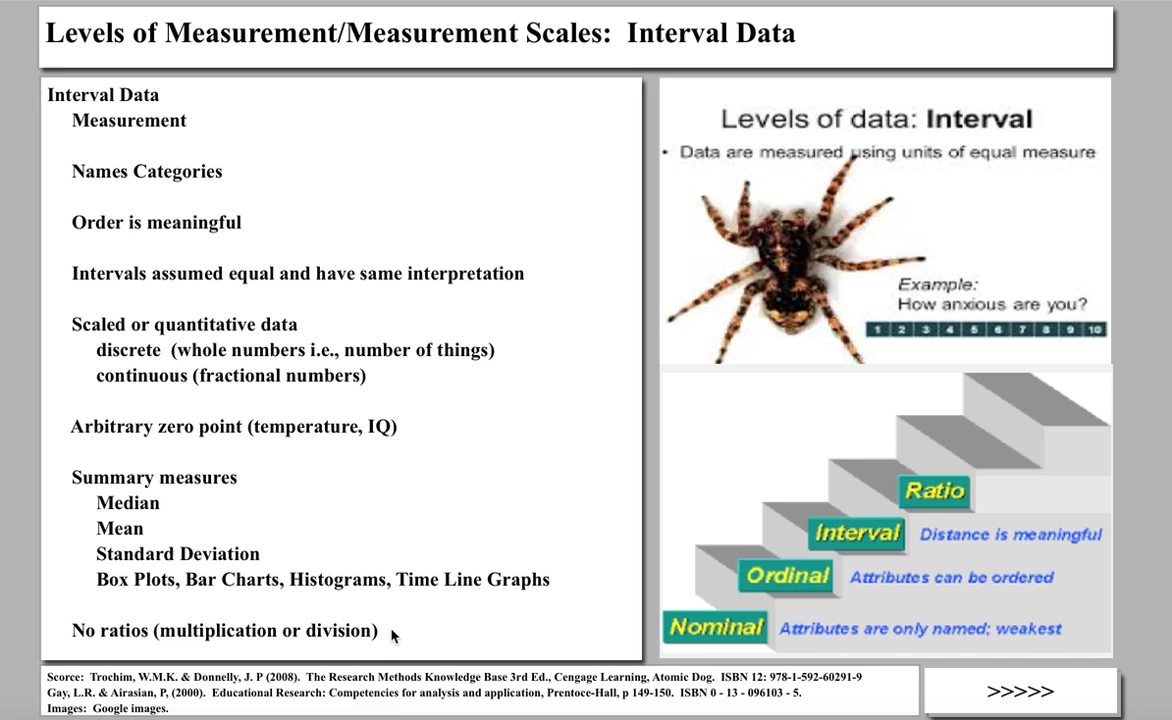 Levels of Measurement/Measurement Scales:  Interval Data
Interval Data
Measurement
Names Categories
Order is meaningful
Intervals assumed equal and have same interpretation
Scaled or quantitative data
discrete  (whole numbers i.e., number of things)
continuous (fractional numbers)
Arbitrary zero point (temperature, IQ)
Summary measures
Median
Mean
Standard Deviation
Box Plots, Bar Charts, Histograms, Time Line Graphs
No ratios (multiplication or division)
Levels of data: Interval
• Data are measured using units of equal measure
Example:
How anxious are you?
1 2 3 4 5 6 7 8 9 10
Ratio
Interval Distance is meaningful
Ordinal Attributes can be ordered
Nominal Attributes are only named; weakest
Scorce:  Trochim, W.M.K. & Donnelly, J. P (2008).  The Research Methods Knowledge Base 3rd Ed., Cengage Learning, Atomic Dog.  ISBN 12: 978-1-592-60291-9
Gay, L.R. & Airasian, P, (2000).  Educational Research: Competencies for analysis and application, Prentoce-Hall, p 149-150.  ISBN 0 - 13 - 096103 - 5.
Images:  Google images.
>>>>>